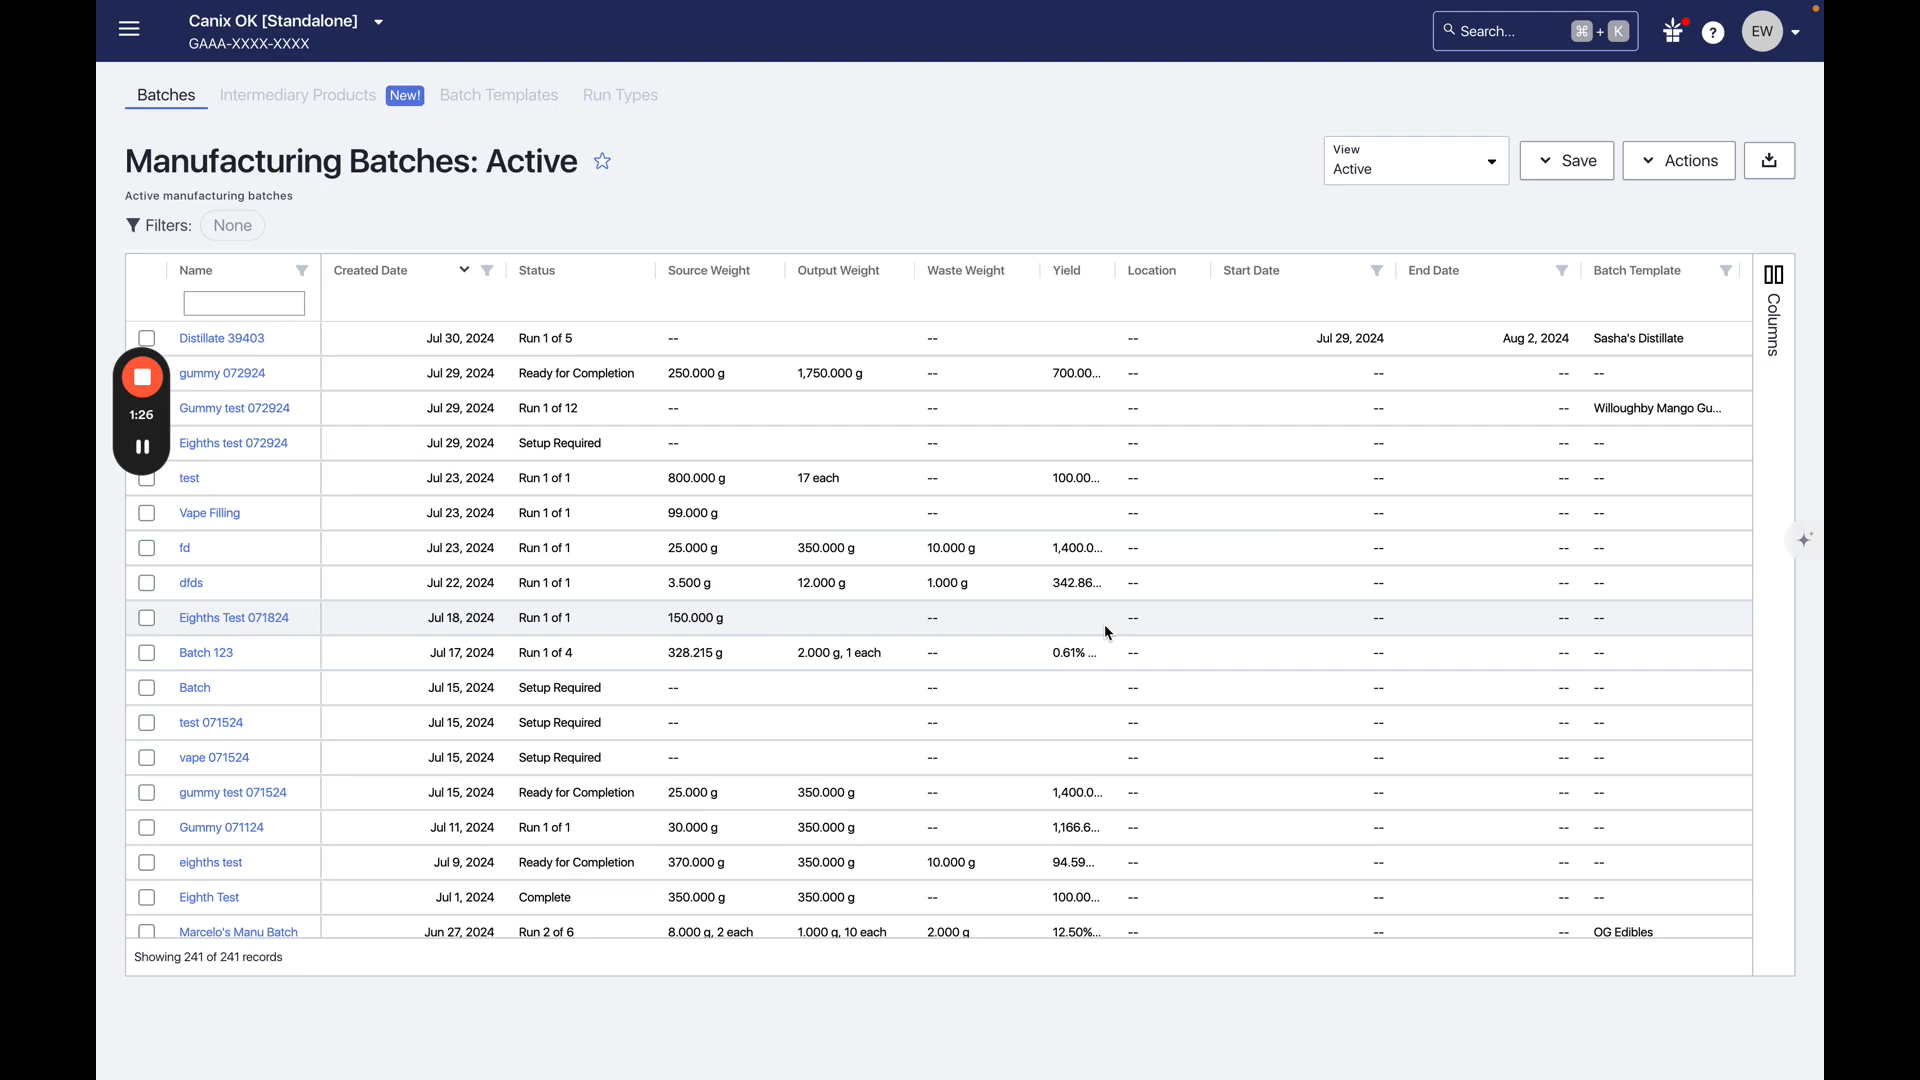 Canix OK [Standalone]
GAAA-XXXX-XXXX
Search... ⌘ + K
?
EW
Batches Intermediary Products New! Batch Templates Run Types
Manufacturing Batches: Active
View
Active
Save
Actions
Active manufacturing batches
Filters: None
Name Created Date Status Source Weight Output Weight Waste Weight Yield Location Start Date End Date Batch Template
Columns
Distillate 39403 Jul 30, 2024 Run 1 of 5 -- -- -- Jul 29, 2024 Aug 2, 2024 Sasha's Distillate
gummy 072924 Jul 29, 2024 Ready for Completion 250.000 g 1,750.000 g -- 700.00... -- -- -- --
Gummy test 072924 Jul 29, 2024 Run 1 of 12 -- -- -- -- -- Willoughby Mango Gu...
Eighths test 072924 Jul 29, 2024 Setup Required -- -- -- -- -- --
test Jul 23, 2024 Run 1 of 1 800.000 g 17 each -- 100.00... -- -- -- --
Vape Filling Jul 23, 2024 Run 1 of 1 99.000 g -- -- -- -- --
fd Jul 23, 2024 Run 1 of 1 25.000 g 350.000 g 10.000 g 1,400.0... -- -- -- --
dfds Jul 22, 2024 Run 1 of 1 3.500 g 12.000 g 1.000 g 342.86... -- -- -- --
Eighths Test 071824 Jul 18, 2024 Run 1 of 1 150.000 g -- -- -- -- --
Batch 123 Jul 17, 2024 Run 1 of 4 328.215 g 2.000 g, 1 each -- 0.61% ... -- -- -- --
Batch Jul 15, 2024 Setup Required -- -- -- -- -- --
test 071524 Jul 15, 2024 Setup Required -- -- -- -- -- --
vape 071524 Jul 15, 2024 Setup Required -- -- -- -- -- --
gummy test 071524 Jul 15, 2024 Ready for Completion 25.000 g 350.000 g -- 1,400.0... -- -- -- --
Gummy 071124 Jul 11, 2024 Run 1 of 1 30.000 g 350.000 g -- 1,166.6... -- -- -- --
eighths test Jul 9, 2024 Ready for Completion 370.000 g 350.000 g 10.000 g 94.59... -- -- -- --
Eighth Test Jul 1, 2024 Complete 350.000 g 350.000 g -- 100.00... -- -- -- --
Marcelo's Manu Batch Jun 27, 2024 Run 2 of 6 8.000 g, 2 each 1.000 g, 10 each 2.000 g 12.50%... -- -- -- OG Edibles
Showing 241 of 241 records
1:26